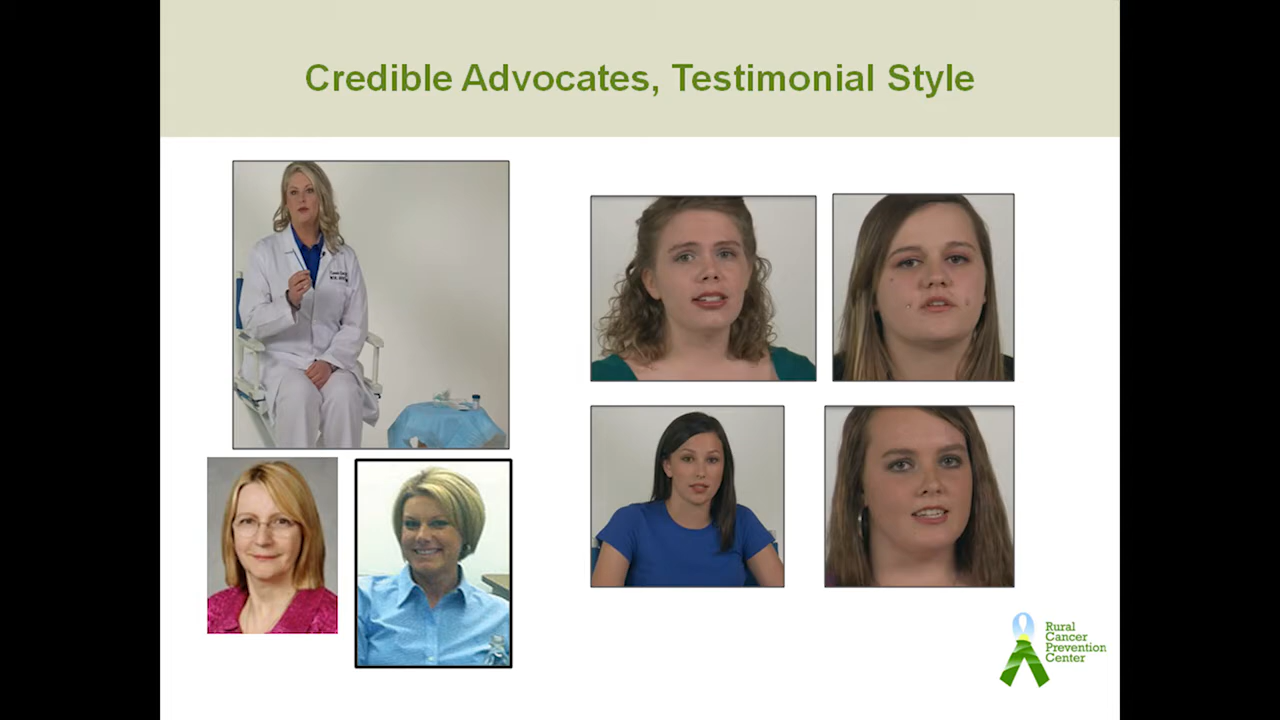 Credible Advocates, Testimonial Style
Rural
Cancer
Prevention
Center